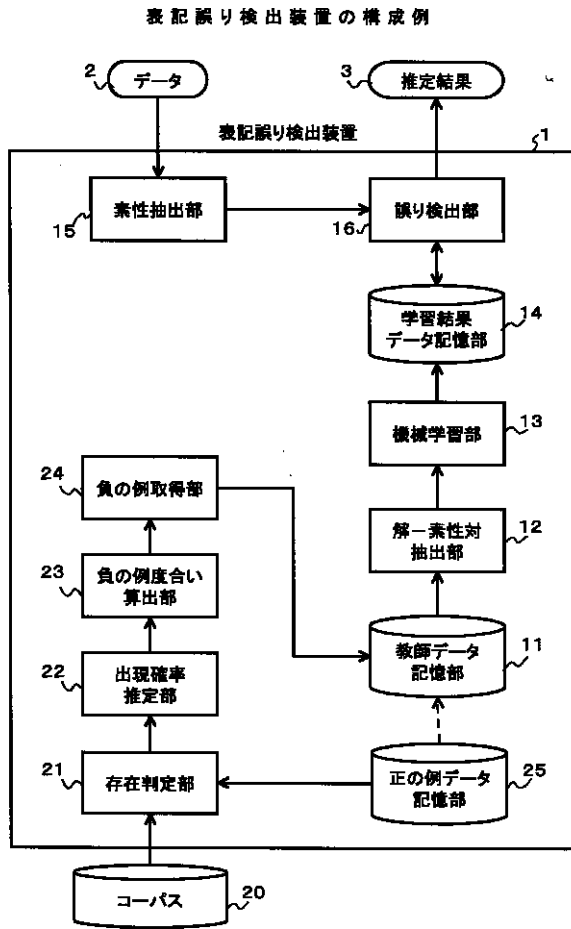 表記誤り検出装置の構成例
2
データ
3
推定結果
表記誤り検出装置
1
素性抽出部
15
誤り検出部
16
学習結果
データ記憶部
14
機械学習部
13
24
負の例取得部
解－素性対
抽出部
12
23
負の例度合い
算出部
教師データ
記憶部
11
22
出現確率
推定部
21
存在判定部
正の例データ
記憶部
25
コーパス
20